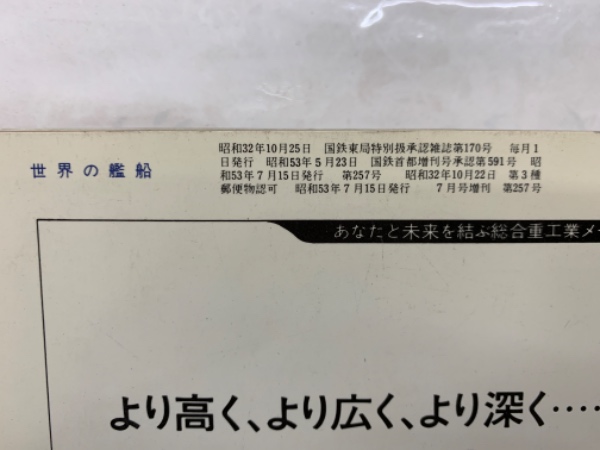 世界の艦船
昭和32年10月25日 国鉄東局特別扱承認雑誌第170号 毎月1
日発行 昭和53年5月23日 国鉄首都増刊号承認第591号 昭
和53年7月15日発行 第257号 昭和32年10月22日 第3種
郵便物認可 昭和53年7月15日発行 7月号増刊 第257号
あなたと未来を結ぶ総合重工業メ
より高く、より広く、より深く‥‥